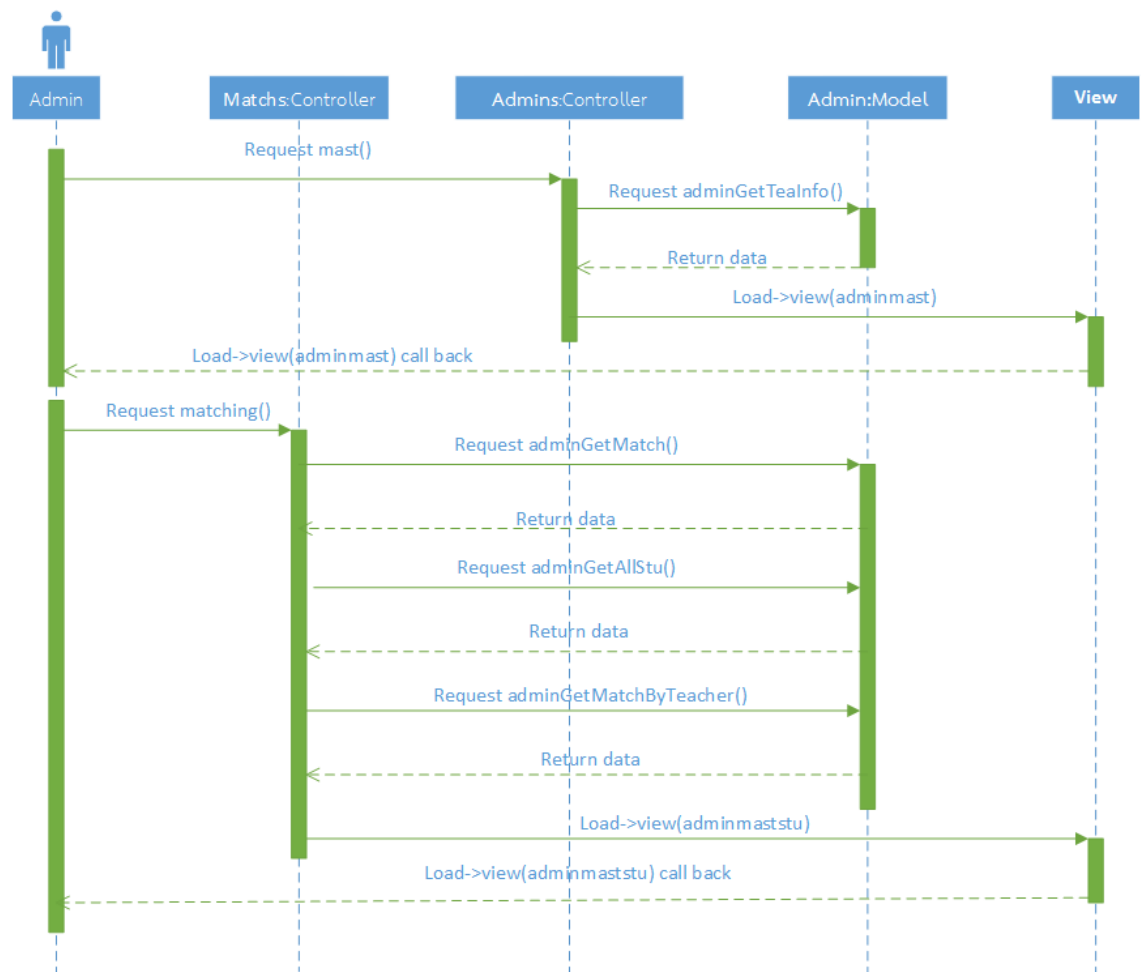 Admin
Matchs:Controller
Admins:Controller
Admin:Model
View
Request mast()
Request adminGetTeaInfo()
Return data
Load->view(adminmast)
Load->view(adminmast) call back
Request matching()
Request adminGetMatch()
Return data
Request adminGetAllStu()
Return data
Request adminGetMatchByTeacher()
Return data
Load->view(adminmaststu)
Load->view(adminmaststu) call back